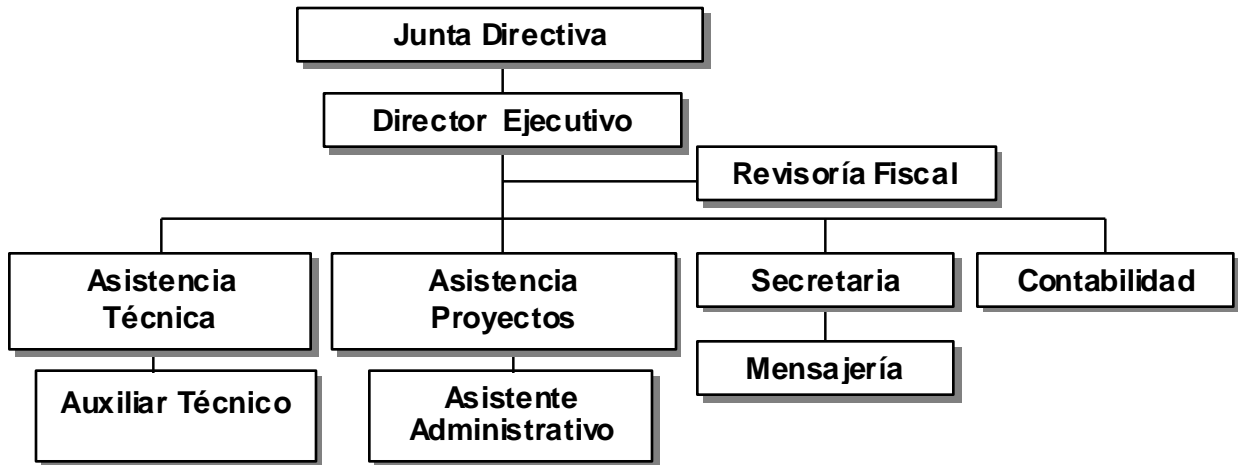 Junta Directiva
Director Ejecutivo
Revisoría Fiscal
Asistencia
Técnica
Asistencia
Proyectos
Secretaria
Contabilidad
Auxiliar Técnico
Asistente
Administrativo
Mensajería